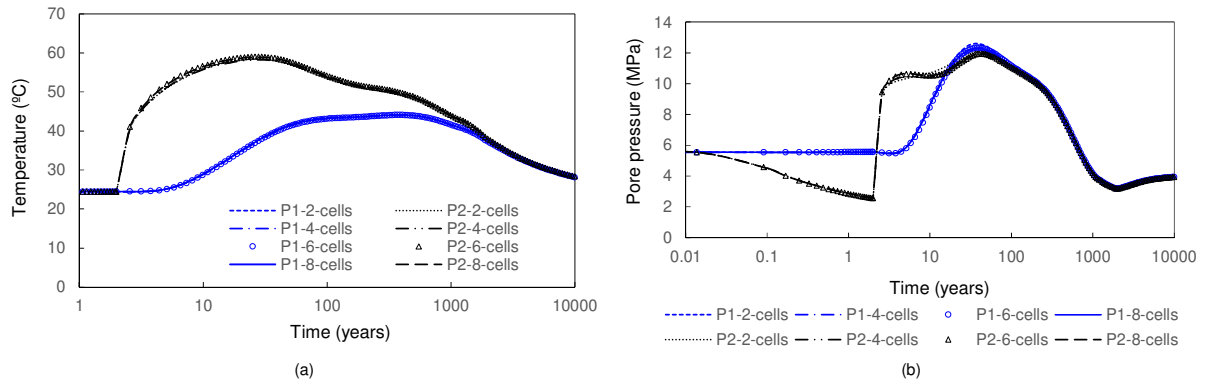 70
60
50
40
30
20
10
0
Temperature (ºC)
P1-2-cells P2-2-cells
P1-4-cells P2-4-cells
P1-6-cells P2-6-cells
P1-8-cells P2-8-cells
1 10 100 1000 10000
Time (years)
(a)
14
12
10
8
6
4
2
0
Pore pressure (MPa)
0.01 0.1 1 10 100 1000 10000
Time (years)
P1-2-cells P1-4-cells P1-6-cells P1-8-cells
P2-2-cells P2-4-cells P2-6-cells P2-8-cells
(b)